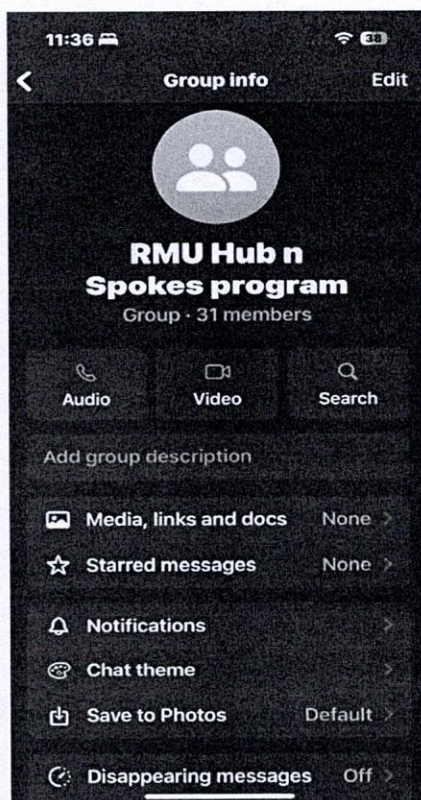 11:36
38
Group info Edit
RMU Hub n
Spokes program
Group · 31 members
Audio Video Search
Add group description
Media, links and docs None
Starred messages None
Notifications
Chat theme
Save to Photos Default
Disappearing messages Off